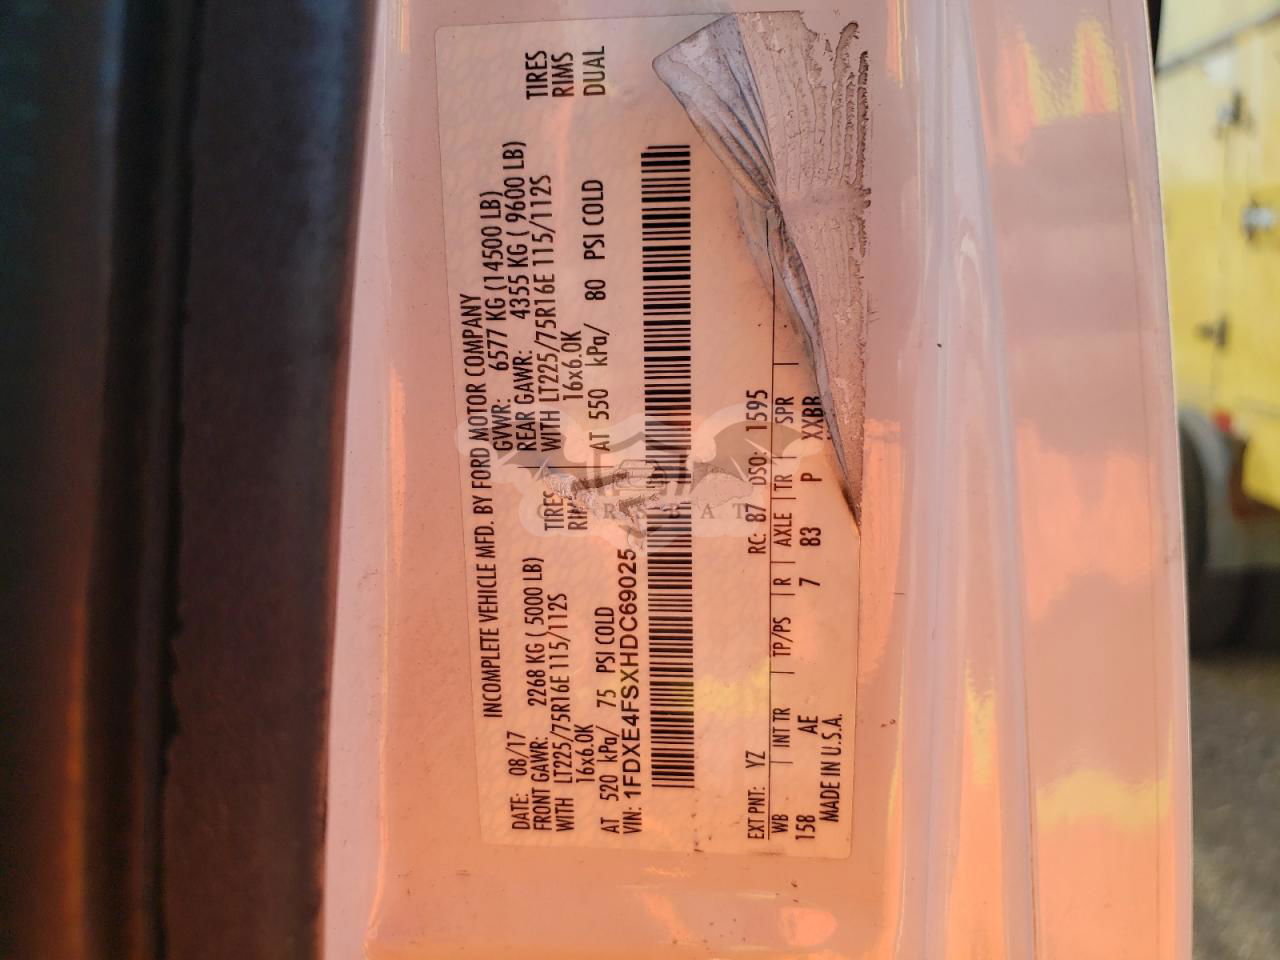 INCOMPLETE VEHICLE MFD. BY FORD MOTOR COMPANY
DATE: 08/17 GVWR: 6577 KG (14500 LB)
FRONT GAWR: 2268 KG ( 5000 LB) REAR GAWR: 4355 KG ( 9600 LB)
WITH LT225/75R16E 115/112S TIRES WITH LT225/75R16E 115/112S TIRES
16x6.0K 16x6.0K RIMS
AT 520 kPa/ 75 PSI COLD AT 550 kPa/ 80 PSI COLD DUAL
VIN: 1FDXE4FSXHDC69025
CARSBAT
EXT PNT: YZ RC: 87 DSO: 1595
WB INT TR TP/PS R AXLE TR SPR
158 AE 7 83 P XXBR
MADE IN U.S.A.